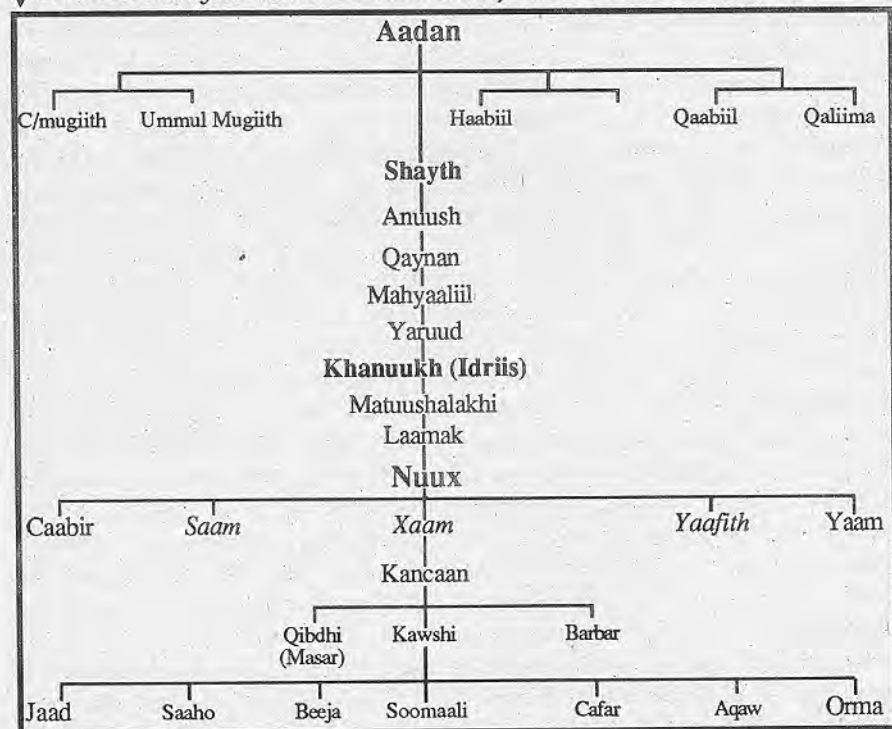 Aadan
C/mugiith Ummul Mugiith Haabiil Qaabiil Qaliima
Shayth
Anuush
Qaynan
Mahyaaliil
Yaruud
Khanuukh (Idriis)
Matuushalakhi
Laamak
Nuux
Caabir Saam Xaam Yaafith Yaam
Kancaan
Qibdhi Kawshi Barbar
(Masar)
Jaad Saaho Beeja Soomaali Cafar Aqaw Orma